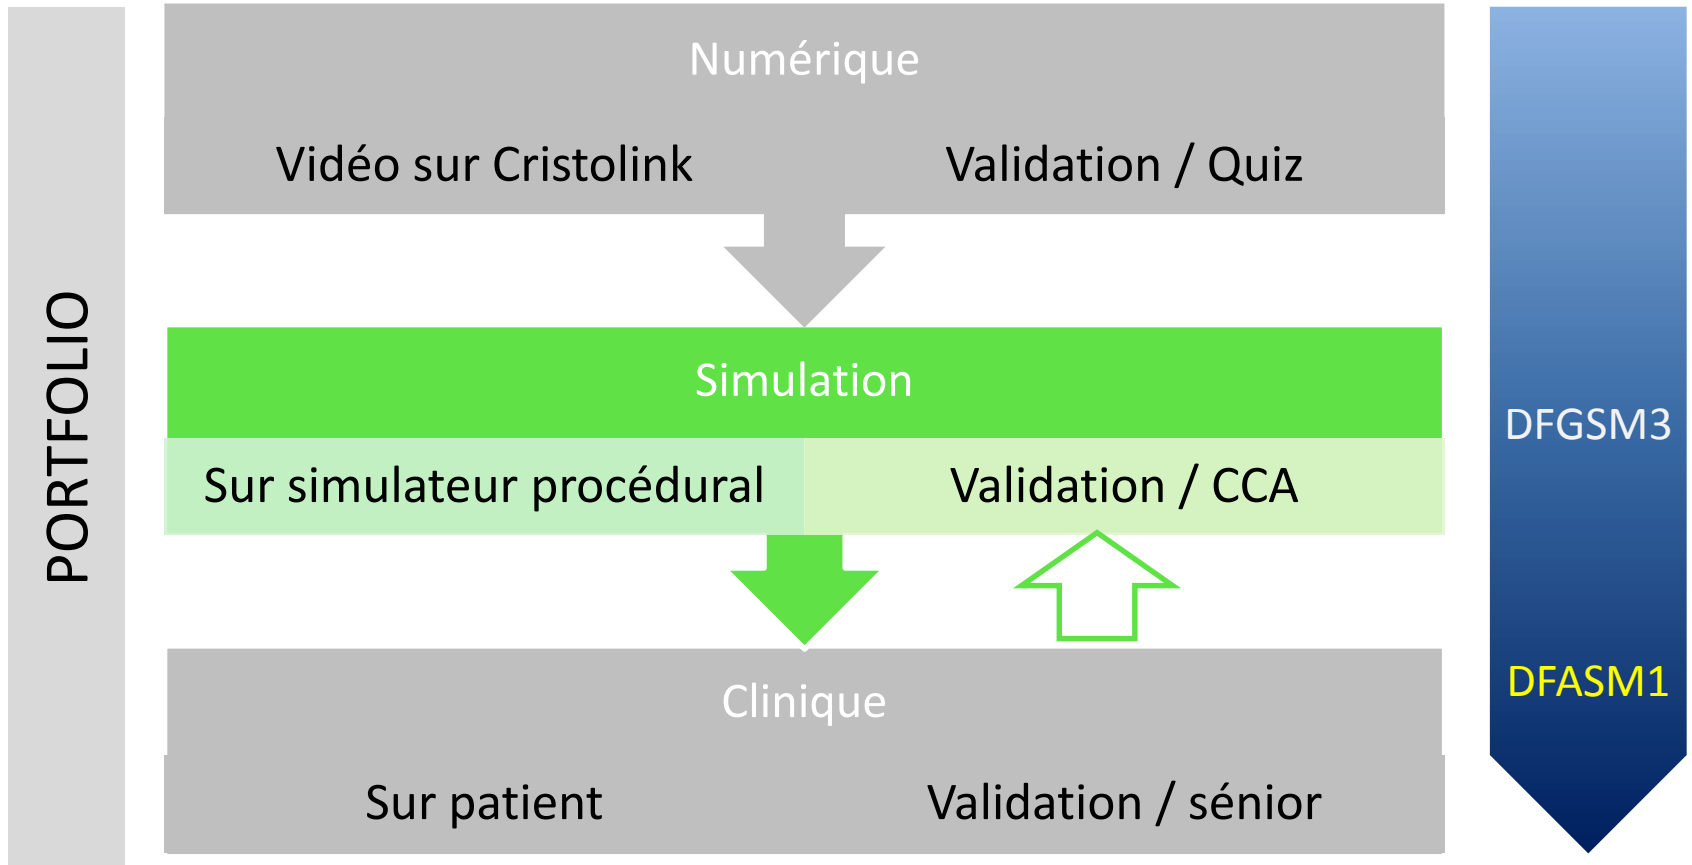 PORTFOLIO
Numérique
Vidéo sur Cristolink
Validation / Quiz
Simulation
Sur simulateur procédural
Validation / CCA
Clinique
Sur patient
Validation / sénior
DFGSM3
DFASM1